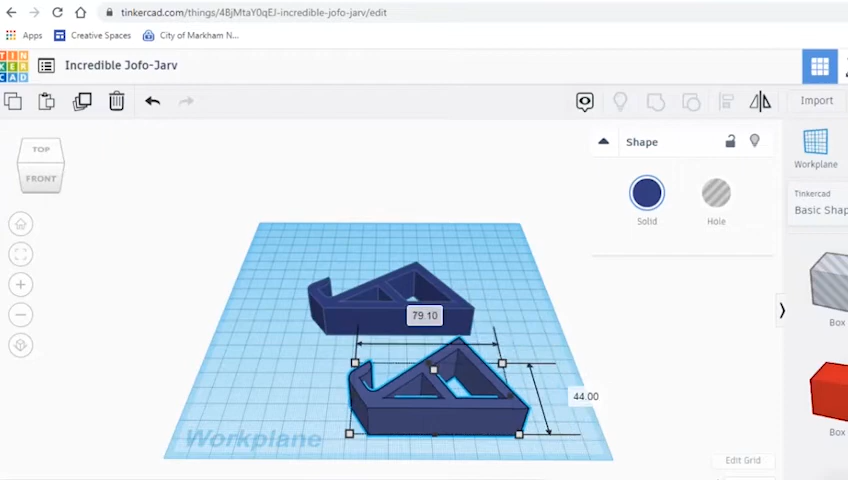 tinkercad.com/things/4BjMtaY0qEJ-incredible-jofo-jarv/edit
Apps
Creative Spaces
City of Markham N...
TIN
KER
CAD
Incredible Jofo-Jarv
Import
TOP
FRONT
Shape
Solid
Hole
Workplane
Tinkercad
Basic Shap
Box
Box
79.10
44.00
Workplane
Edit Grid